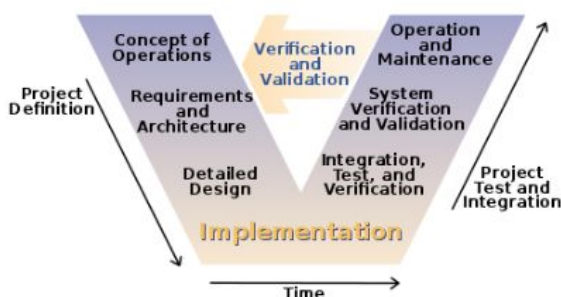 Concept of
Operations
Verification
and
Validation
Operation
and
Maintenance
Project
Definition
Requirements
and
Architecture
System
Verification
and Validation
Detailed
Design
Integration,
Test, and
Verification
Project
Test and
Integration
Implementation
Time